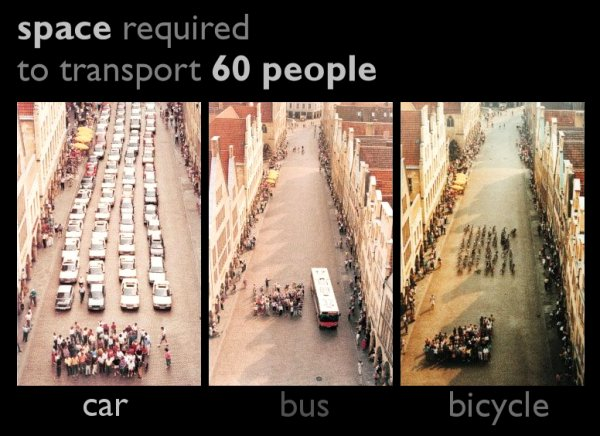 space required
to transport 60 people
car
bus
bicycle